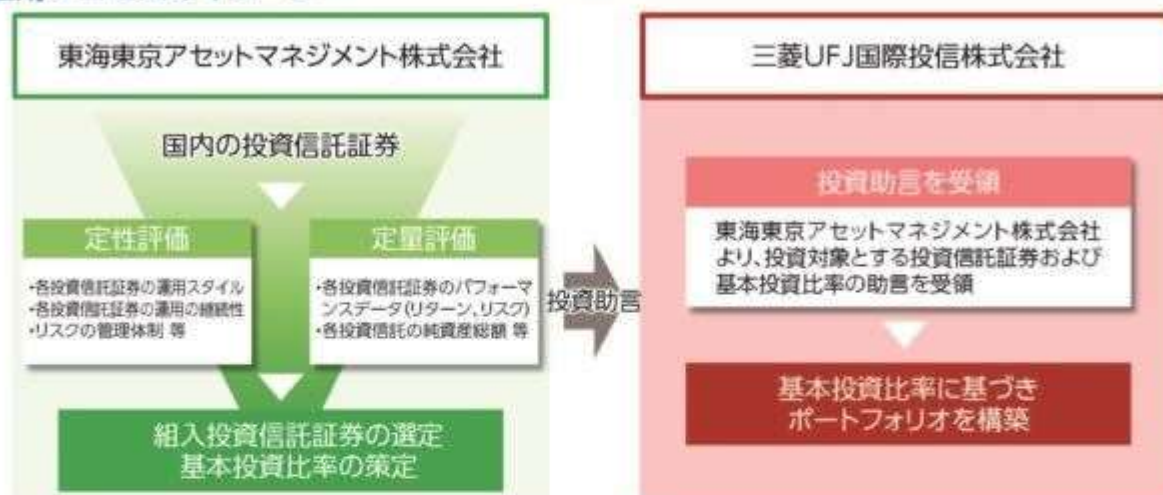 東海東京アセットマネジメント株式会社
国内の投資信託証券
定性評価
・各投資信託証券の運用スタイル
・各投資信託証券の運用の継続性
・リスクの管理体制 等
定量評価
・各投資信託証券のパフォーマ
ンスデータ(リターン、リスク)
・各投資信託の純資産総額 等
組入投資信託証券の選定
基本投資比率の策定
投資助言
三菱UFJ国際投信株式会社
投資助言を受領
東海東京アセットマネジメント株式会社
より、投資対象とする投資信託証券および
基本投資比率の助言を受領
基本投資比率に基づき
ポートフォリオを構築